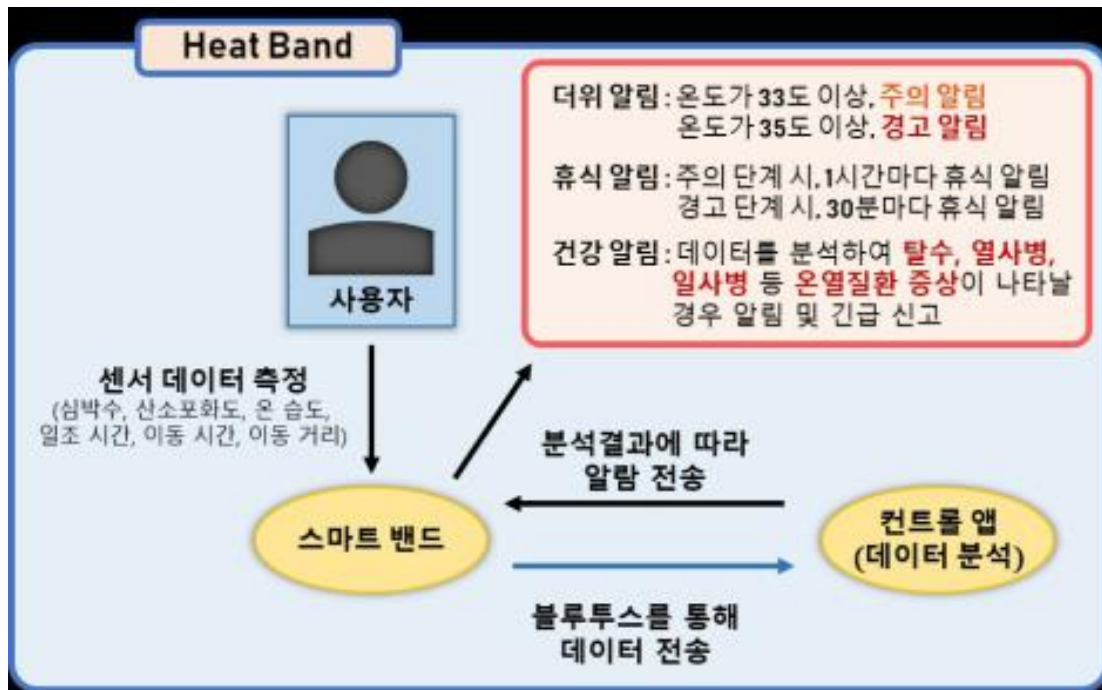 Heat Band
더위 알림 : 온도가 33도 이상, 주의 알림
온도가 35도 이상, 경고 알림
휴식 알림 : 주의 단계 시, 1시간마다 휴식 알림
경고 단계 시, 30분마다 휴식 알림
건강 알림 : 데이터를 분석하여 탈수, 열사병,
일사병 등 온열질환 증상이 나타날
경우 알림 및 긴급 신고
사용자
센서 데이터 측정
(심박수, 산소포화도, 온 습도,
일조 시간, 이동 시간, 이동 거리)
분석결과에 따라
알람 전송
스마트 밴드
컨트롤 앱
(데이터 분석)
블루투스를 통해
데이터 전송